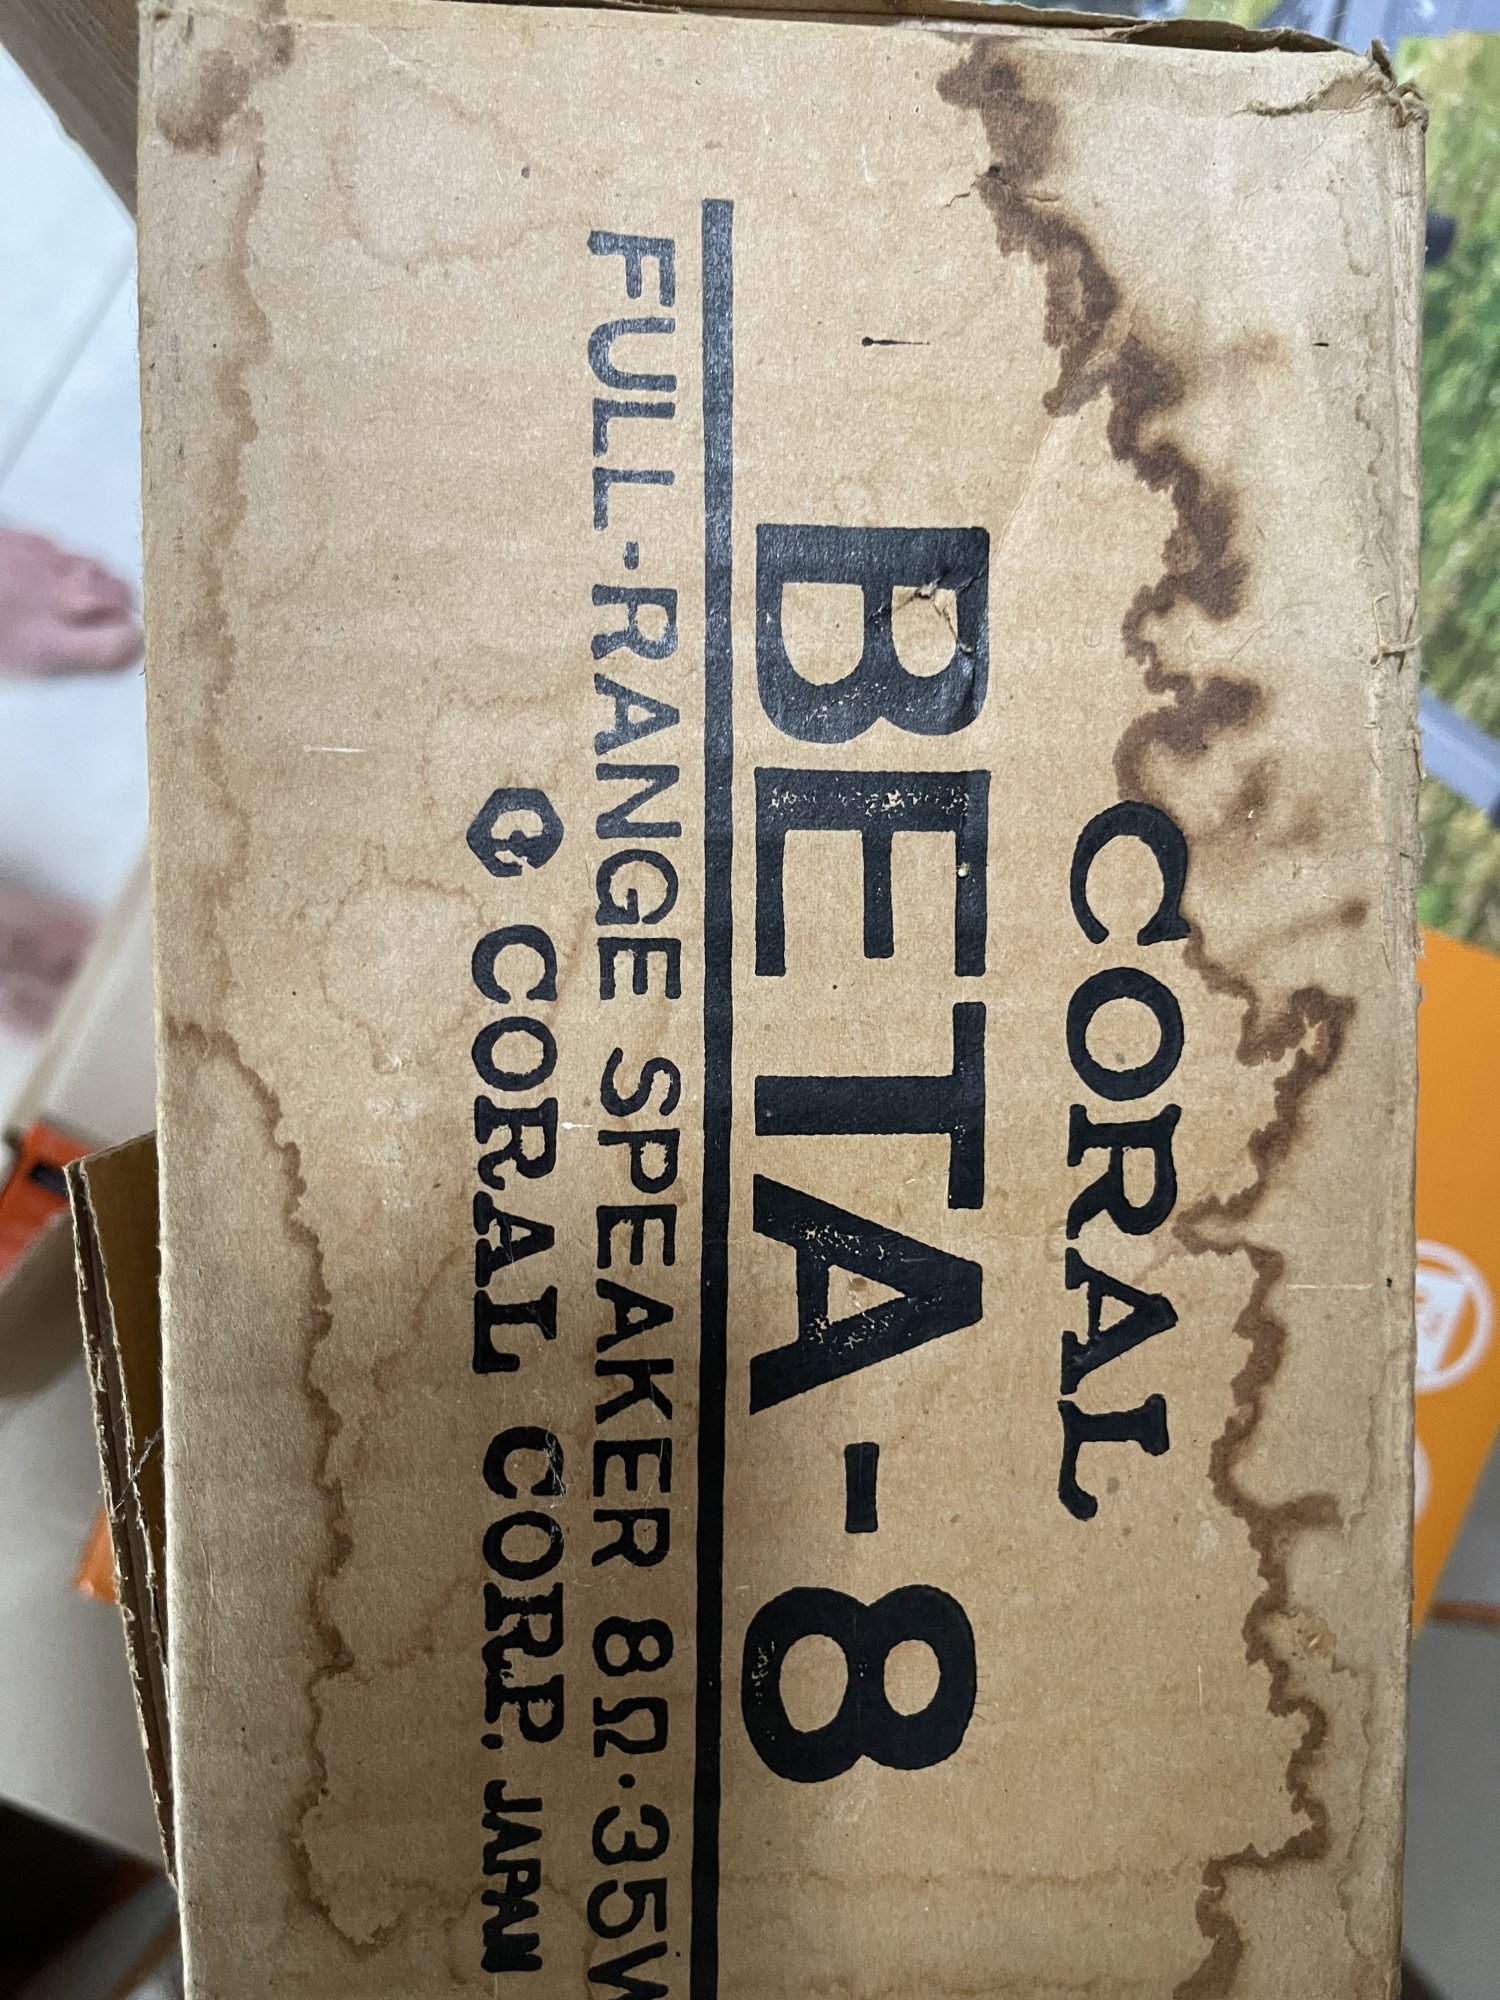 CORAL
BETA-8
FULL-RANGE SPEAKER 8Ω·35W
CORAL CORP. JAPAN